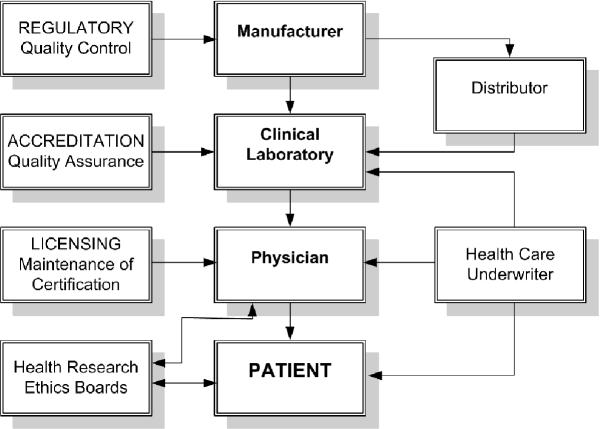 REGULATORY
Quality Control
Manufacturer
Distributor
ACCREDITATION
Quality Assurance
Clinical
Laboratory
LICENSING
Maintenance of
Certification
Physician
Health Care
Underwriter
Health Research
Ethics Boards
PATIENT